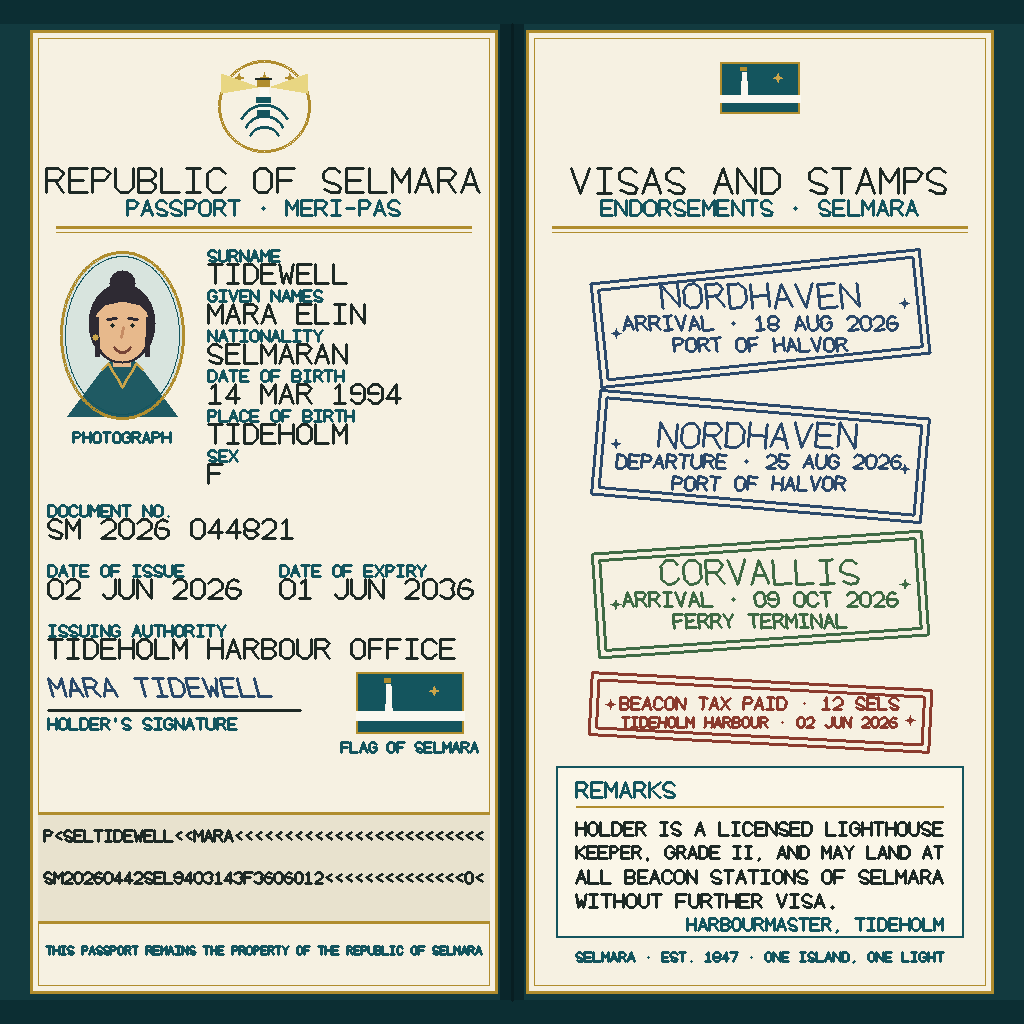 REPUBLIC OF SELMARA
PASSPORT · MERI-PAS
SURNAME
TIDEWELL
GIVEN NAMES
MARA ELIN
NATIONALITY
SELMARAN
DATE OF BIRTH
14 MAR 1994
PLACE OF BIRTH
TIDEHOLM
SEX
F
PHOTOGRAPH
DOCUMENT NO.
SM 2026 044821
DATE OF ISSUE
02 JUN 2026
DATE OF EXPIRY
01 JUN 2036
ISSUING AUTHORITY
TIDEHOLM HARBOUR OFFICE
MARA TIDEWELL
HOLDER'S SIGNATURE
FLAG OF SELMARA
P<SELTIDEWELL<<MARA<<<<<<<<<<<<<<<<<<<<<<<<<
SM20260442SEL9403143F3606012<<<<<<<<<<<<<<0<
THIS PASSPORT REMAINS THE PROPERTY OF THE REPUBLIC OF SELMARA
VISAS AND STAMPS
ENDORSEMENTS · SELMARA
NORDHAVEN
ARRIVAL · 18 AUG 2026
PORT OF HALVOR
NORDHAVEN
DEPARTURE · 25 AUG 2026
PORT OF HALVOR
CORVALLIS
ARRIVAL · 09 OCT 2026
FERRY TERMINAL
BEACON TAX PAID · 12 SELS
TIDEHOLM HARBOUR · 02 JUN 2026
REMARKS
HOLDER IS A LICENSED LIGHTHOUSE
KEEPER, GRADE II, AND MAY LAND AT
ALL BEACON STATIONS OF SELMARA
WITHOUT FURTHER VISA.
HARBOURMASTER, TIDEHOLM
SELMARA · EST. 1847 · ONE ISLAND, ONE LIGHT